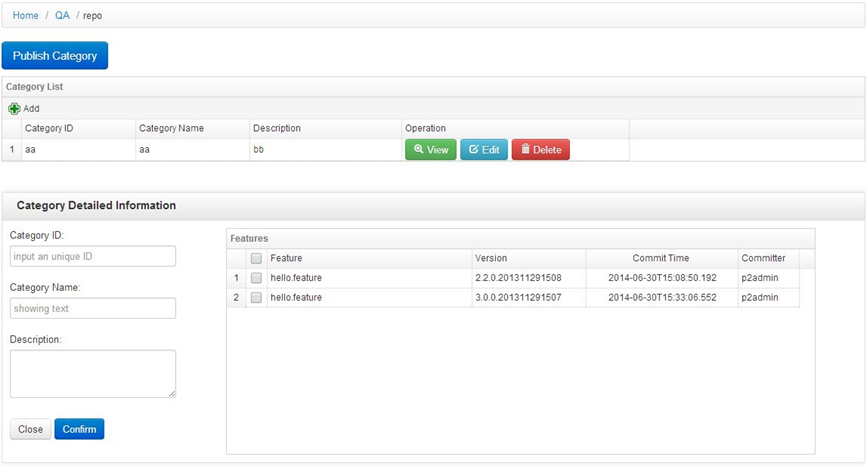 Home / QA / repo
Publish Category
Category List
Add
Category ID Category Name Description Operation
1 aa aa bb View Edit Delete
Category Detailed Information
Category ID:
input an unique ID
Category Name:
showing text
Description:
Close Confirm
Features
Feature Version Commit Time Committer
1 hello.feature 2.2.0.201311291508 2014-06-30T15:08:50.192 p2admin
2 hello.feature 3.0.0.201311291507 2014-06-30T15:33:06.552 p2admin